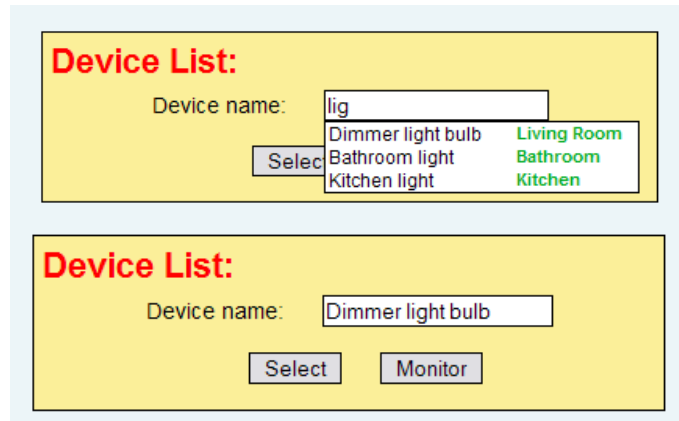 Device List:
Device name: lig
Dimmer light bulb Living Room
Selec Bathroom light Bathroom
Kitchen light Kitchen
Device List:
Device name: Dimmer light bulb
Select Monitor